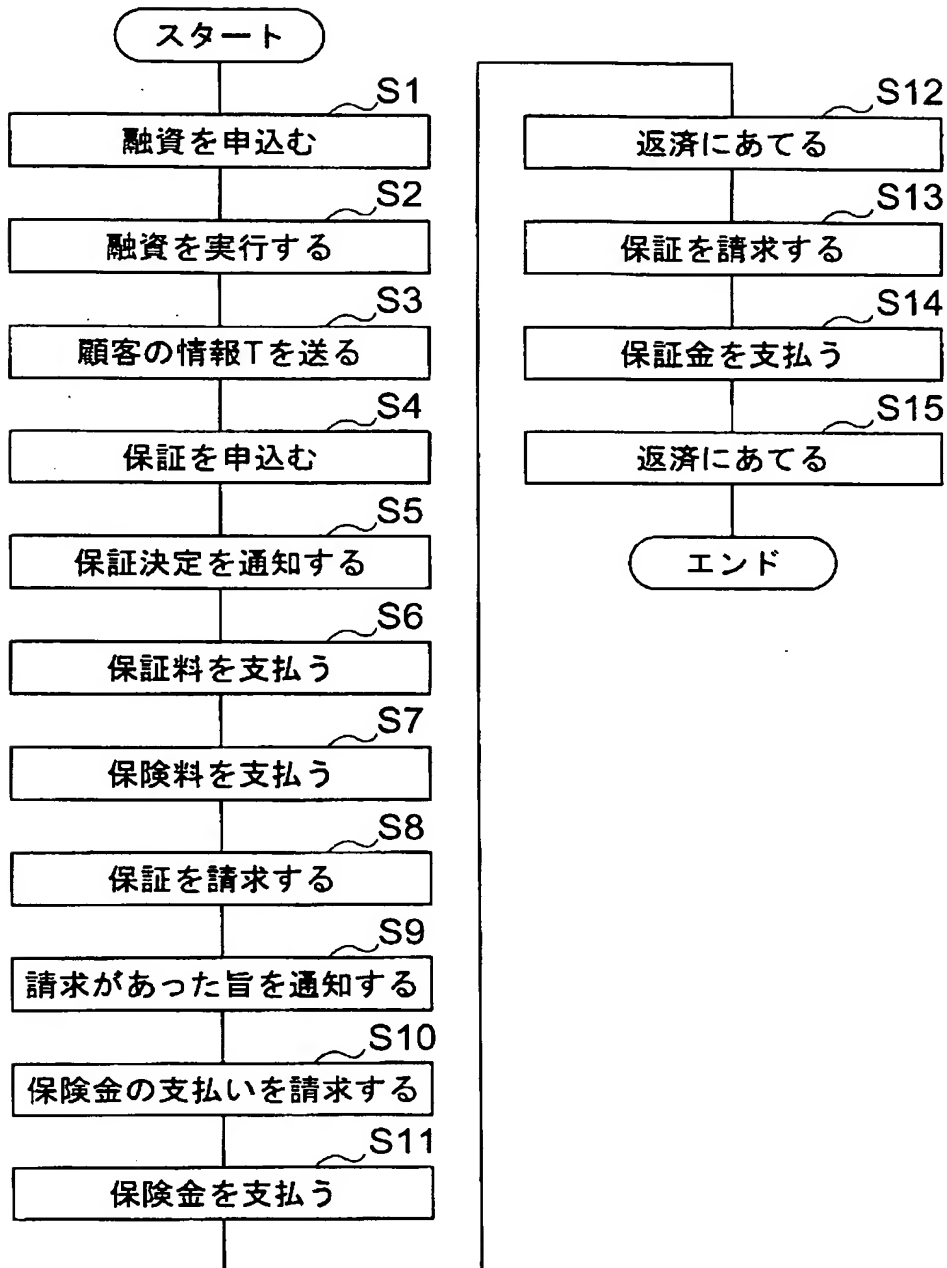 スタート
S1
融資を申込む
S2
融資を実行する
S3
顧客の情報Tを送る
S4
保証を申込む
S5
保証決定を通知する
S6
保証料を支払う
S7
保険料を支払う
S8
保証を請求する
S9
請求があった旨を通知する
S10
保険金の支払いを請求する
S11
保険金を支払う
S12
返済にあてる
S13
保証を請求する
S14
保証金を支払う
S15
返済にあてる
エンド